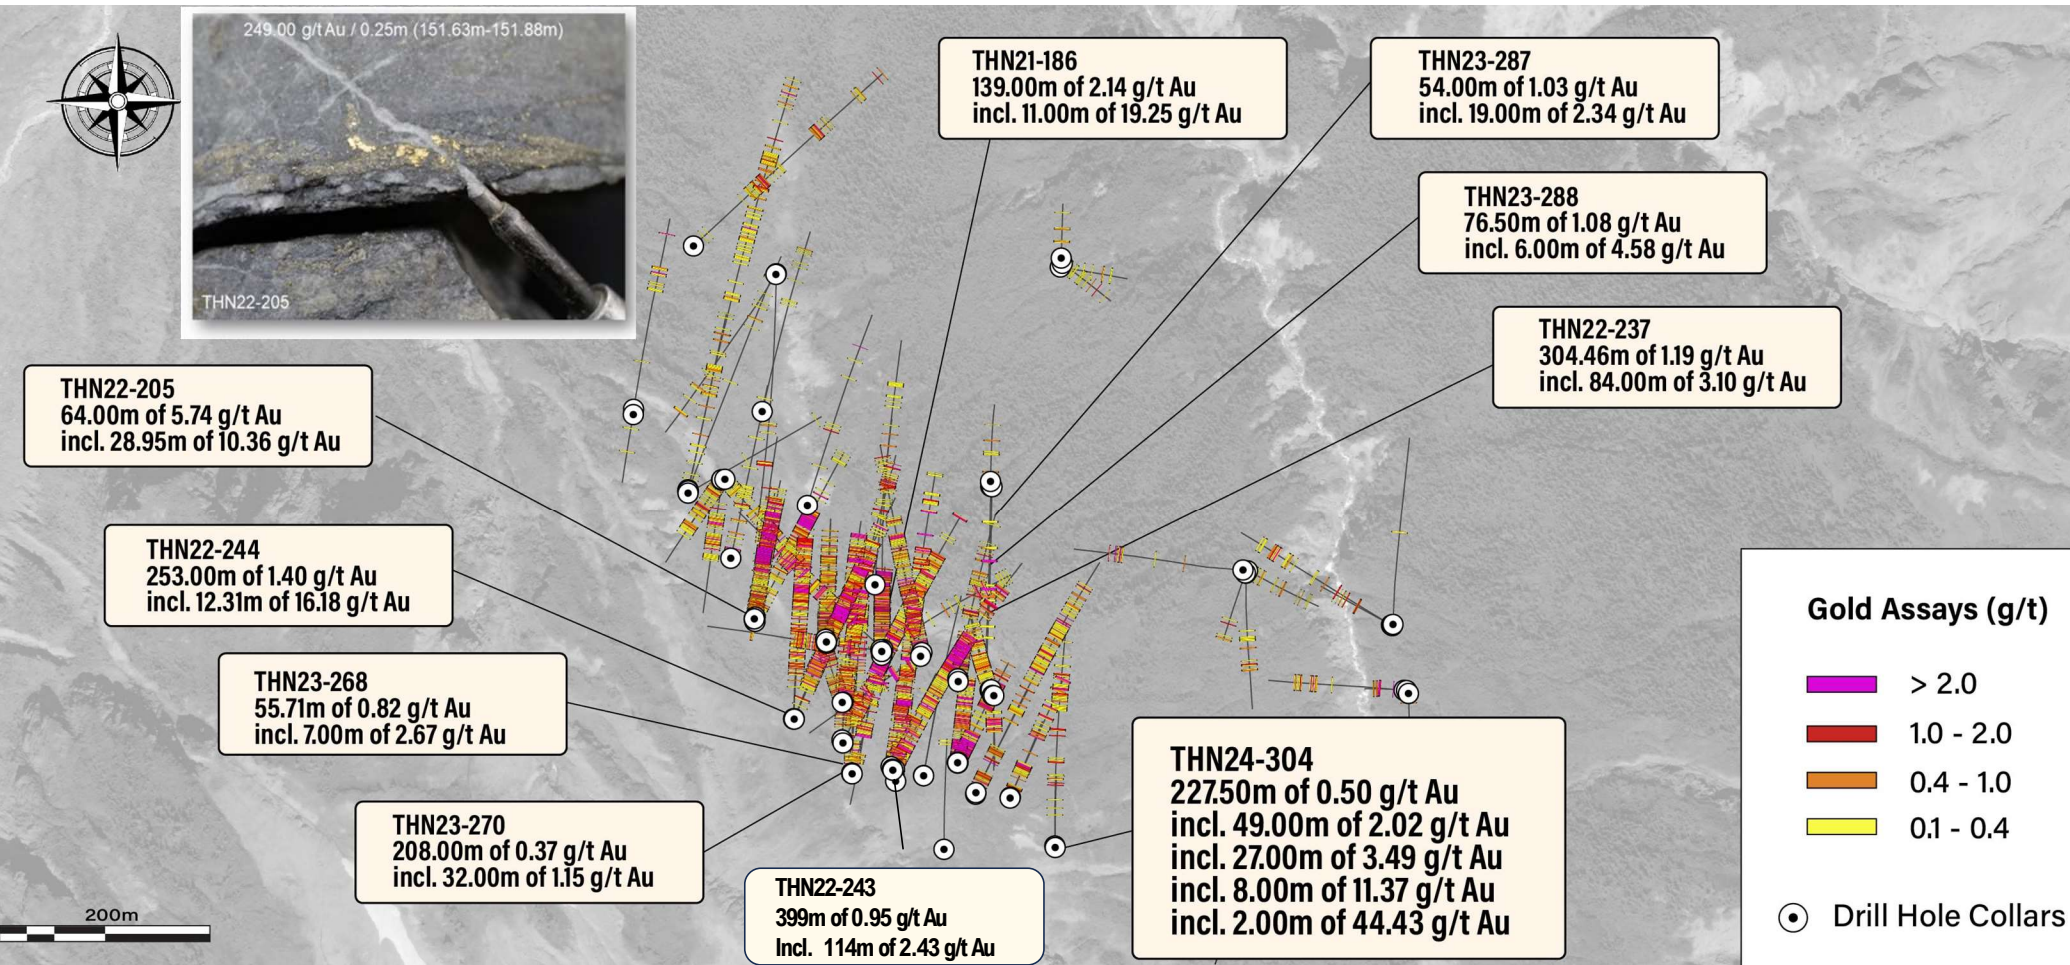 249.00 g/t Au / 0.25m (151.63m-151.88m)
THN22-205
THN21-186
139.00m of 2.14 g/t Au
incl. 11.00m of 19.25 g/t Au
THN23-287
54.00m of 1.03 g/t Au
incl. 19.00m of 2.34 g/t Au
THN23-288
76.50m of 1.08 g/t Au
incl. 6.00m of 4.58 g/t Au
THN22-237
304.46m of 1.19 g/t Au
incl. 84.00m of 3.10 g/t Au
THN22-205
64.00m of 5.74 g/t Au
incl. 28.95m of 10.36 g/t Au
THN22-244
253.00m of 1.40 g/t Au
incl. 12.31m of 16.18 g/t Au
THN23-268
55.71m of 0.82 g/t Au
incl. 7.00m of 2.67 g/t Au
THN23-270
208.00m of 0.37 g/t Au
incl. 32.00m of 1.15 g/t Au
THN22-243
399m of 0.95 g/t Au
Incl. 114m of 2.43 g/t Au
THN24-304
227.50m of 0.50 g/t Au
incl. 49.00m of 2.02 g/t Au
incl. 27.00m of 3.49 g/t Au
incl. 8.00m of 11.37 g/t Au
incl. 2.00m of 44.43 g/t Au
Gold Assays (g/t)
> 2.0
1.0 - 2.0
0.4 - 1.0
0.1 - 0.4
Drill Hole Collars
200m